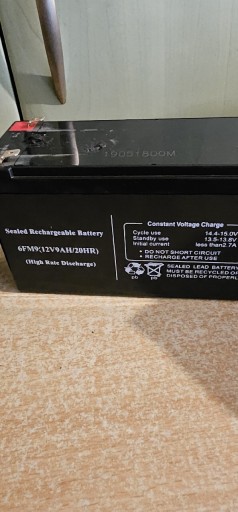 Sealed Rechargeable Battery
6FM9(12V9AH/20HR)
(High Rate Discharge)
Constant Voltage Charge
Cycle use 14.4-15.0V
Standby use 13.5-13.8V
Initial current less than2.7A
• DO NOT SHORT CIRCUIR
• RECHARGE AFTER USE
Pb
SEALED LEAD BATTERY
MUST BE RECYCLED OR
DISPOSED OF PROPERLY